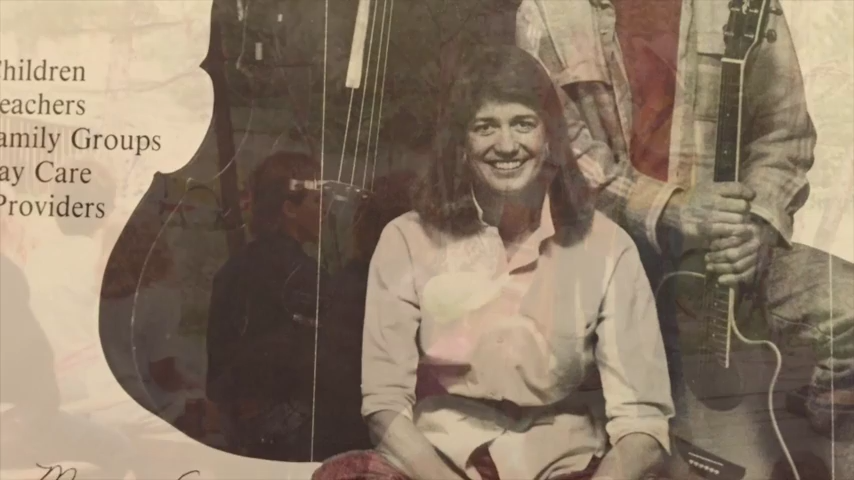 hildren
eachers
amily Groups
ay Care
Providers